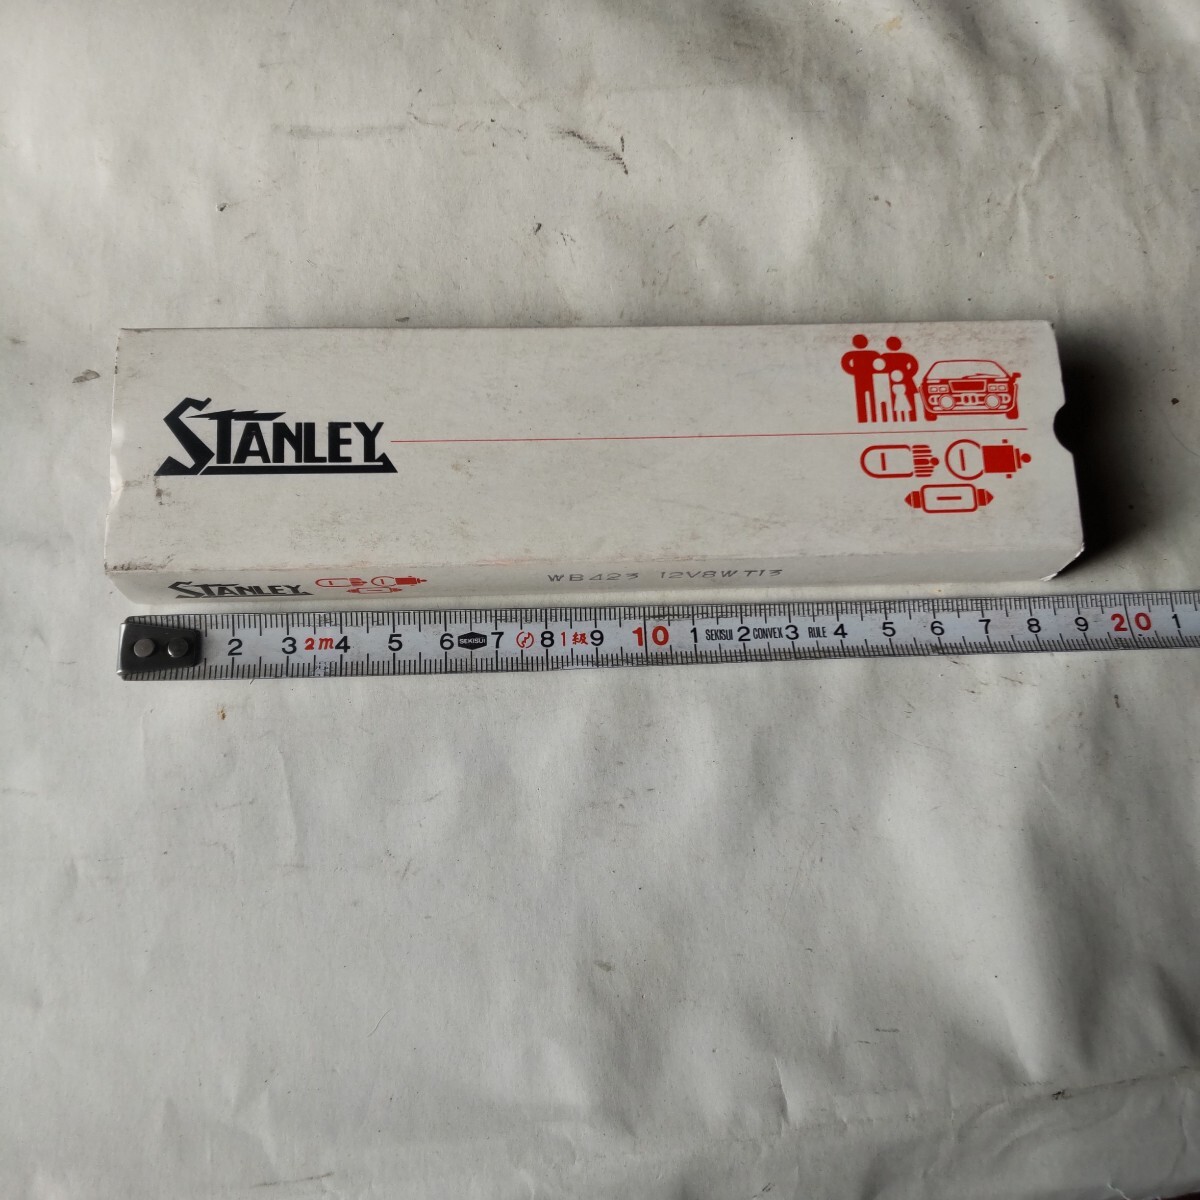 STANLEY
STANLEY
WB423 12V8WT13
2 3 2m 4 5 6 SEKISUI 7 8 1級 9 10 1 SEKISUI 2 CONVEX 3 RULE 4 5 6 7 8 9 20 1